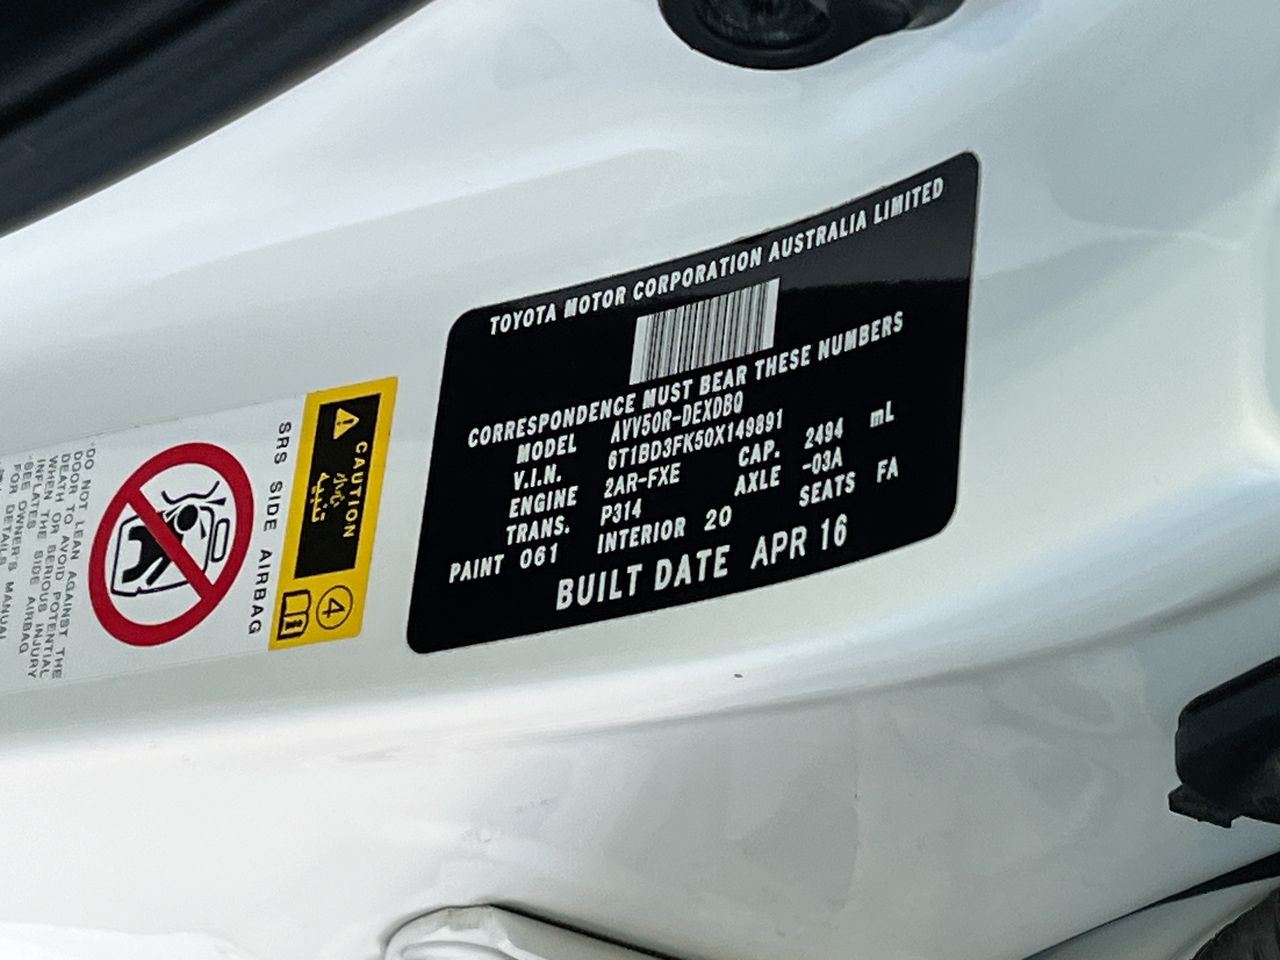 TOYOTA MOTOR CORPORATION AUSTRALIA LIMITED
CORRESPONDENCE MUST BEAR THESE NUMBERS
MODEL AVV50R-DEXDBQ
V.I.N. 6T1BD3FK50X149891
ENGINE 2AR-FXE CAP. 2494 mL
TRANS. P314 AXLE -03A
PAINT 061 INTERIOR 20 SEATS FA
BUILT DATE APR 16
CAUTION
4
SRS SIDE AIRBAG
·DO NOT LEAN AGAINST THE
DOOR TO AVOID POTENTIAL
DEATH OR SERIOUS INJURY
WHEN THE SIDE AIRBAG
INFLATES.
·SEE OWNER'S MANUAL
FOR DETAILS